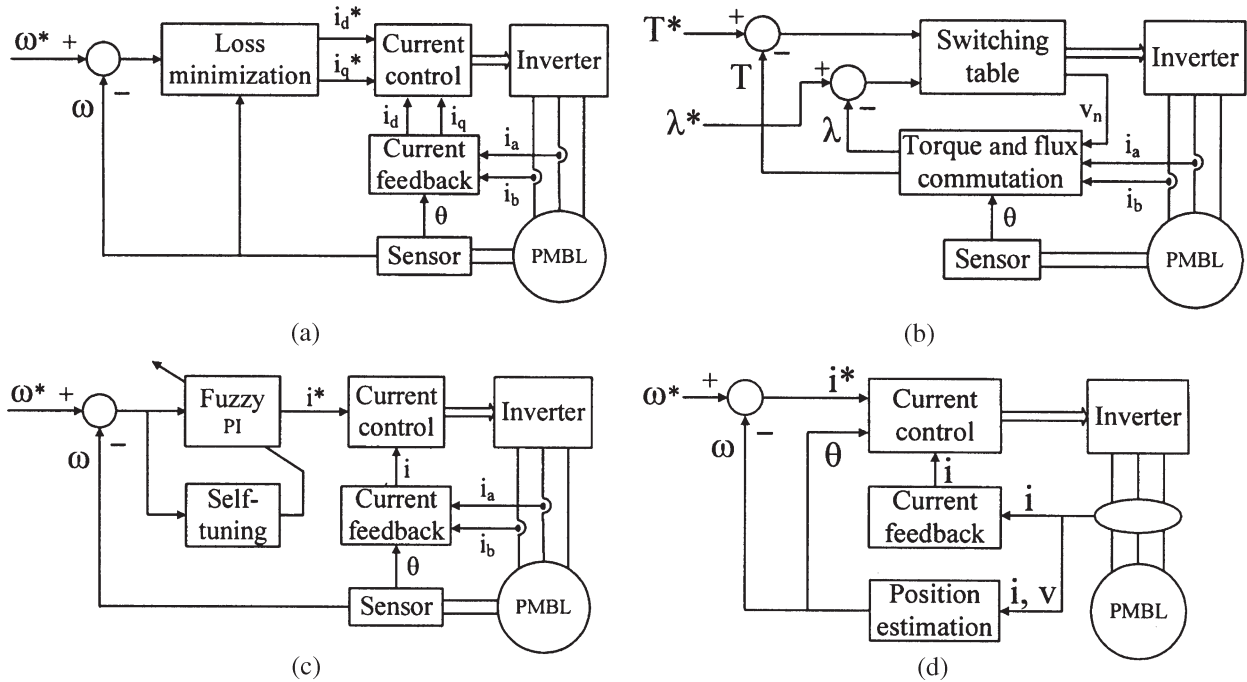 ω* +
−
ω
Loss
minimization
i_d*
i_q*
Current
control
Inverter
i_d
i_q
Current
feedback
i_a
i_b
θ
Sensor
PMBL
(a)
T*
+
−
T
λ*
+
−
λ
Switching
table
Inverter
v_n
Torque and flux
commutation
i_a
i_b
θ
Sensor
PMBL
(b)
ω* +
−
ω
Fuzzy
PI
i*
Current
control
Inverter
Self-
tuning
i
Current
feedback
i_a
i_b
θ
Sensor
PMBL
(c)
ω*
+
−
ω
i*
θ
Current
control
Inverter
i
Current
feedback
i
i, v
Position
estimation
PMBL
(d)